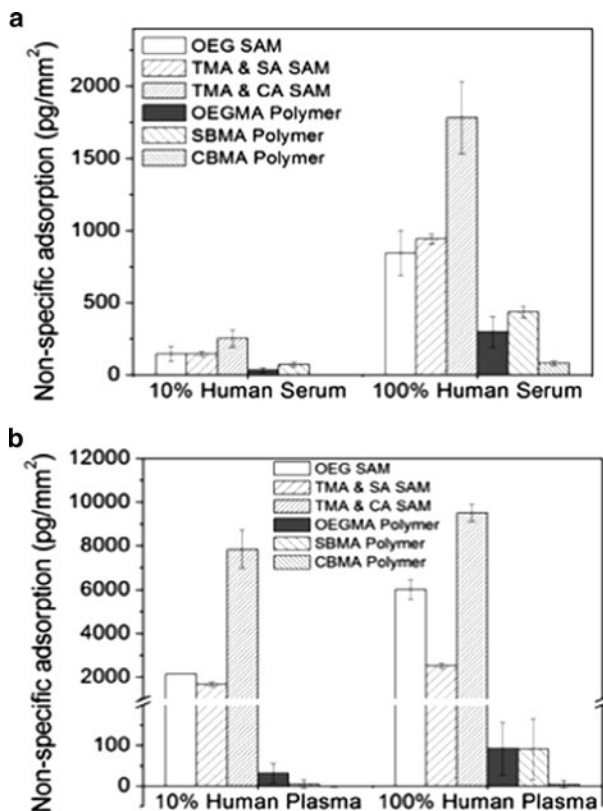 a
Non-specific adsorption (pg/mm²)
2000
1500
1000
500
0
OEG SAM
TMA & SA SAM
TMA & CA SAM
OEGMA Polymer
SBMA Polymer
CBMA Polymer
10% Human Serum
100% Human Serum
b
Non-specific adsorption (pg/mm²)
12000
10000
8000
6000
4000
2000
100
0
OEG SAM
TMA & SA SAM
TMA & CA SAM
OEGMA Polymer
SBMA Polymer
CBMA Polymer
10% Human Plasma
100% Human Plasma